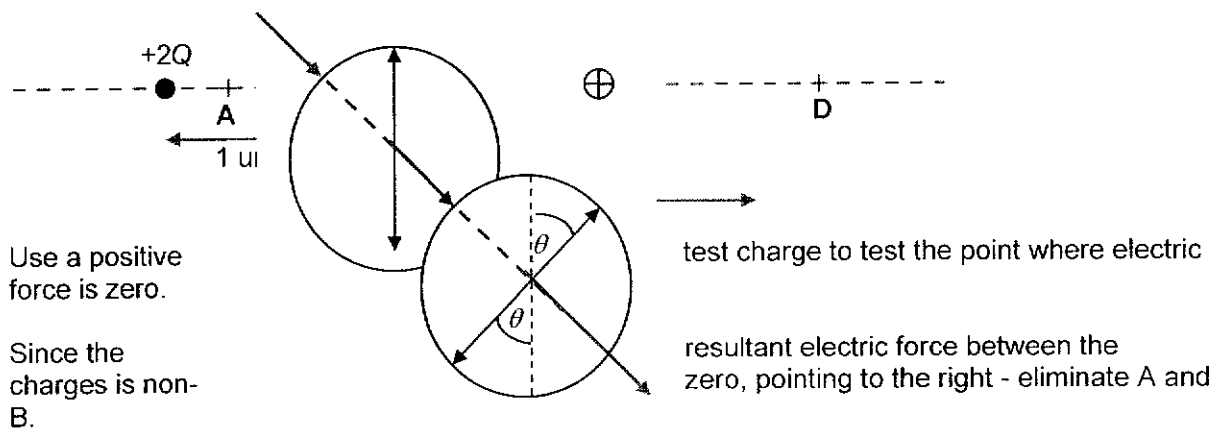 +2Q
A
D
1 ui
θ
θ
Use a positive test charge to test the point where electric
force is zero.
Since the resultant electric force between the
charges is non- zero, pointing to the right - eliminate A and
B.